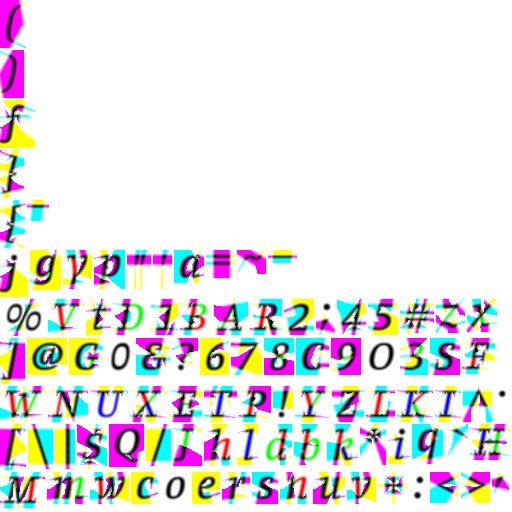 (
)
f
}
{ -
j g y p " ' a = ~ _
% V t D 1 B A R 2 ; 4 5 # z x
] @ G 0 & ? 6 7 8 C 9 O 3 S F
W N U X E T P ! Y Z L K I ^ .
[ \ | $ Q / J h l d b k * i q ` H
M m w c o e r s n u v + : < > ,